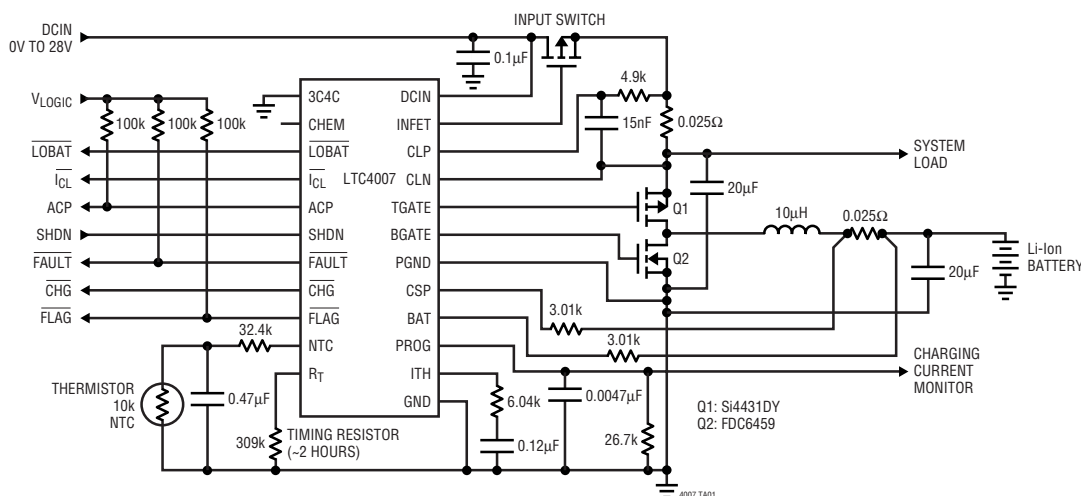 INPUT SWITCH
DCIN
0V TO 28V
0.1µF
V_LOGIC
100k
100k
100k
4.9k
15nF
0.025Ω
20µF
SYSTEM
LOAD
LOBAT
I_CL
ACP
SHDN
FAULT
CHG
FLAG
3C4C
CHEM
LOBAT
I_CL
ACP
SHDN
FAULT
CHG
FLAG
NTC
R_T
LTC4007
DCIN
INFET
CLP
CLN
TGATE
BGATE
PGND
CSP
BAT
PROG
ITH
GND
Q1
Q2
10µH
0.025Ω
20µF
Li-Ion
BATTERY
3.01k
3.01k
CHARGING
CURRENT
MONITOR
32.4k
THERMISTOR
10k
NTC
0.47µF
309k
TIMING RESISTOR
(~2 HOURS)
6.04k
0.12µF
0.0047µF
26.7k
Q1: Si4431DY
Q2: FDC6459
4007 TA01